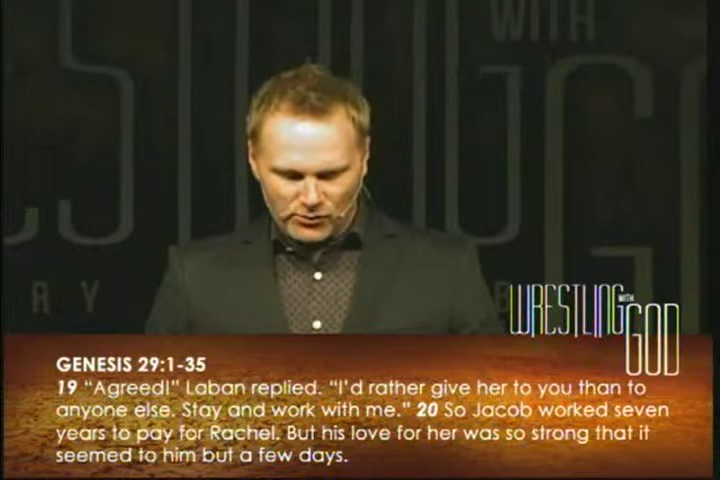 WITH
WRESTLING WITH GOD
GENESIS 29:1-35
19 “Agreed!” Laban replied. “I’d rather give her to you than to
anyone else. Stay and work with me.” 20 So Jacob worked seven
years to pay for Rachel. But his love for her was so strong that it
seemed to him but a few days.